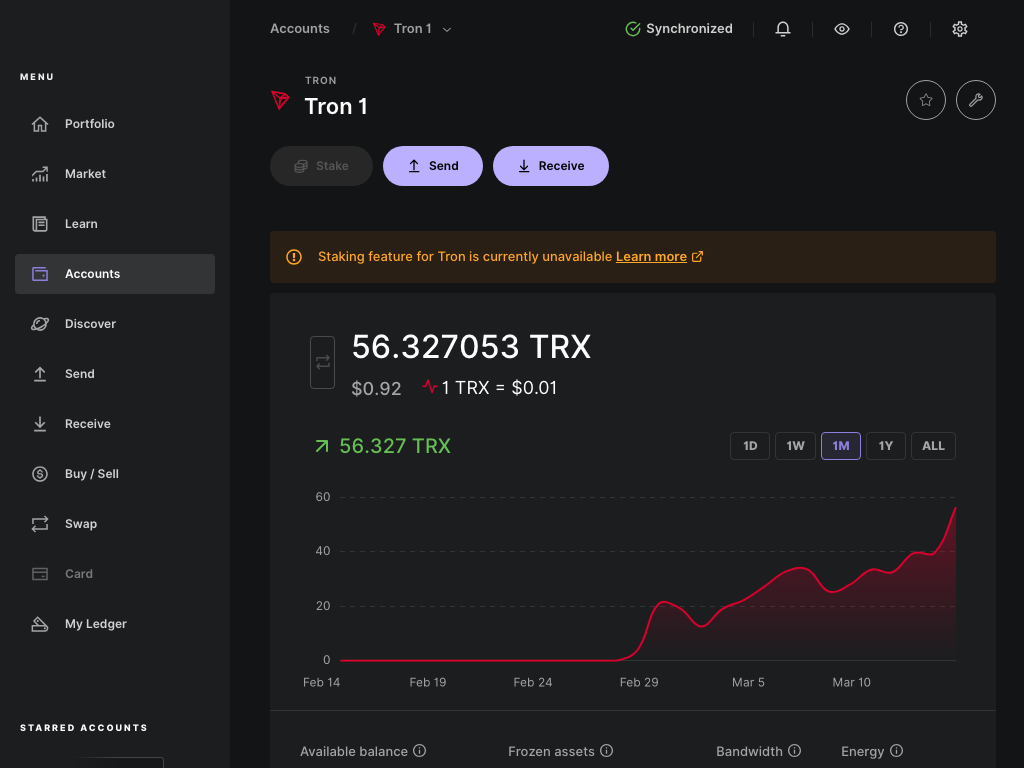 Accounts / Tron 1
Synchronized
MENU
Portfolio
Market
Learn
Accounts
Discover
Send
Receive
Buy / Sell
Swap
Card
My Ledger
STARRED ACCOUNTS
TRON
Tron 1
Stake
Send
Receive
Staking feature for Tron is currently unavailable Learn more
56.327053 TRX
$0.92 1 TRX = $0.01
56.327 TRX
1D 1W 1M 1Y ALL
60
40
20
0
Feb 14 Feb 19 Feb 24 Feb 29 Mar 5 Mar 10
Available balance Frozen assets Bandwidth Energy